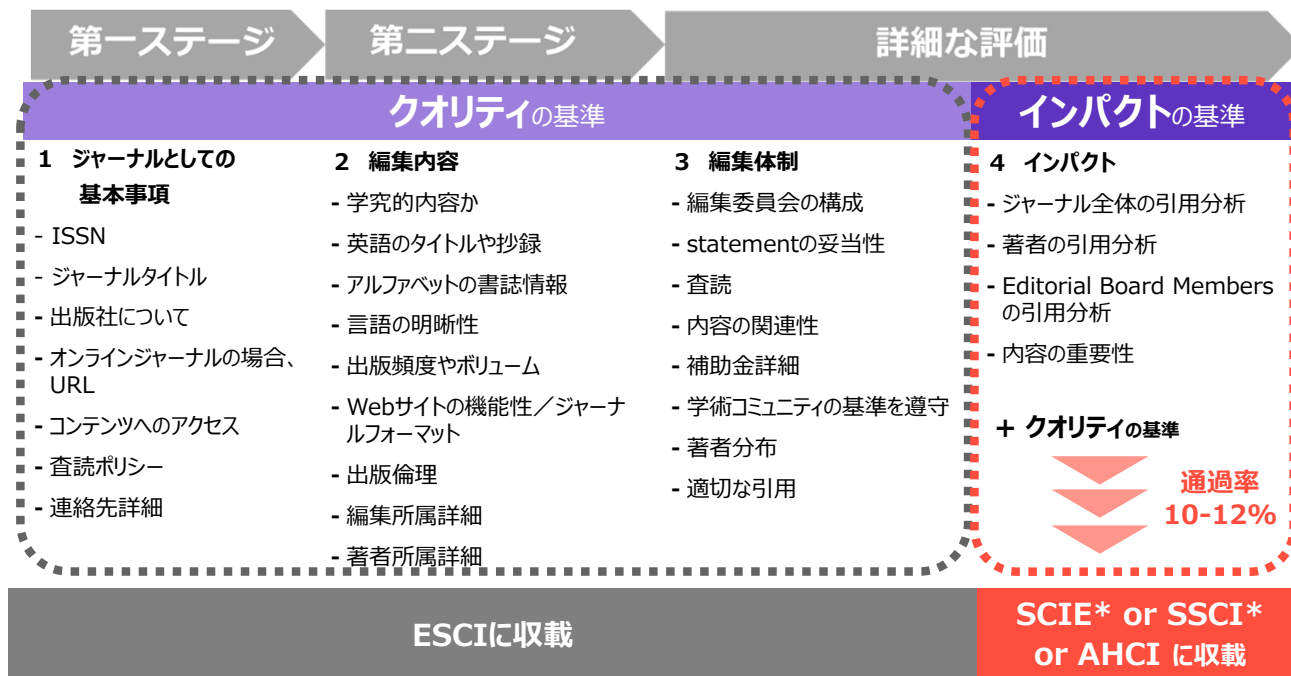 第一ステージ
第二ステージ
詳細な評価
クオリティの基準
インパクトの基準
1 ジャーナルとしての
基本事項
- ISSN
- ジャーナルタイトル
- 出版社について
- オンラインジャーナルの場合、
URL
- コンテンツへのアクセス
- 査読ポリシー
- 連絡先詳細
2 編集内容
- 学究的内容か
- 英語のタイトルや抄録
- アルファベットの書誌情報
- 言語の明晰性
- 出版頻度やボリューム
- Webサイトの機能性／ジャーナ
ルフォーマット
- 出版倫理
- 編集所属詳細
- 著者所属詳細
3 編集体制
- 編集委員会の構成
- statementの妥当性
- 査読
- 内容の関連性
- 補助金詳細
- 学術コミュニティの基準を遵守
- 著者分布
- 適切な引用
4 インパクト
- ジャーナル全体の引用分析
- 著者の引用分析
- Editorial Board Members
の引用分析
- 内容の重要性
+ クオリティの基準
通過率
10-12%
ESCIに収載
SCIE* or SSCI*
or AHCI に収載